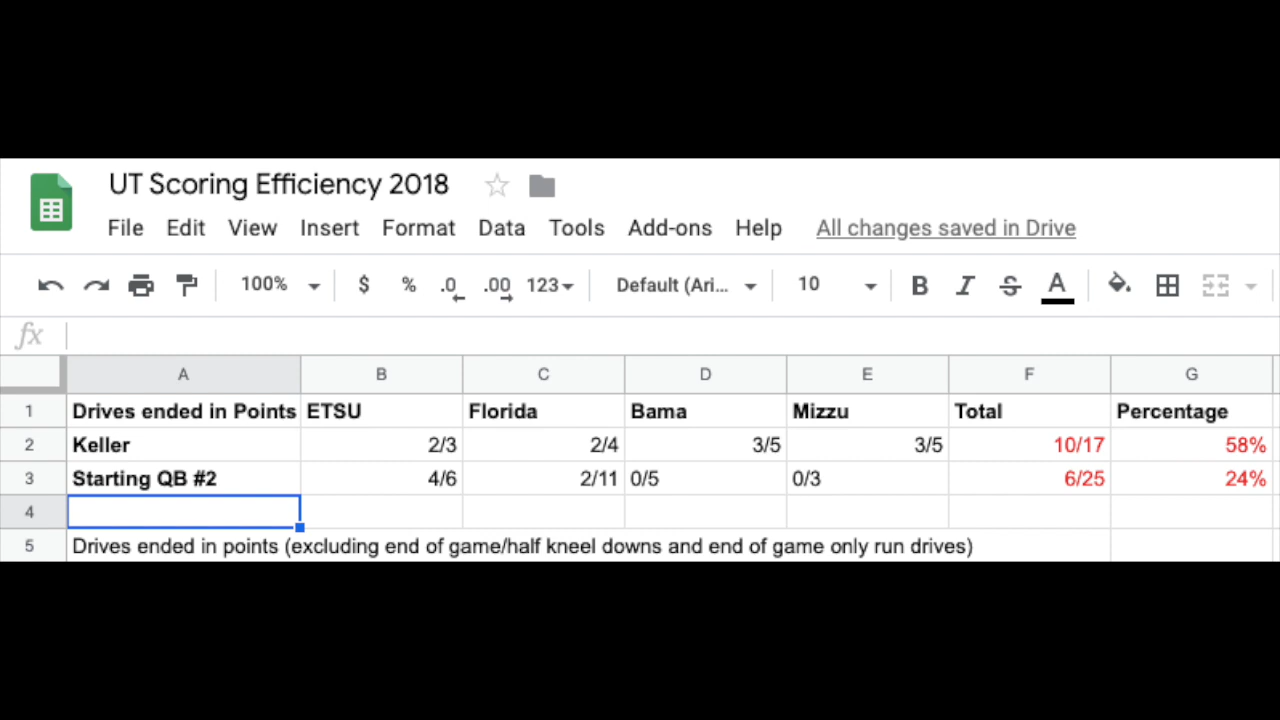 UT Scoring Efficiency 2018
File Edit View Insert Format Data Tools Add-ons Help All changes saved in Drive
100% $ % .0 .00 123 Default (Ari... 10 B I S A
fx
A B C D E F G
1 Drives ended in Points ETSU Florida Bama Mizzu Total Percentage
2 Keller 2/3 2/4 3/5 3/5 10/17 58%
3 Starting QB #2 4/6 2/11 0/5 0/3 6/25 24%
4
5 Drives ended in points (excluding end of game/half kneel downs and end of game only run drives)